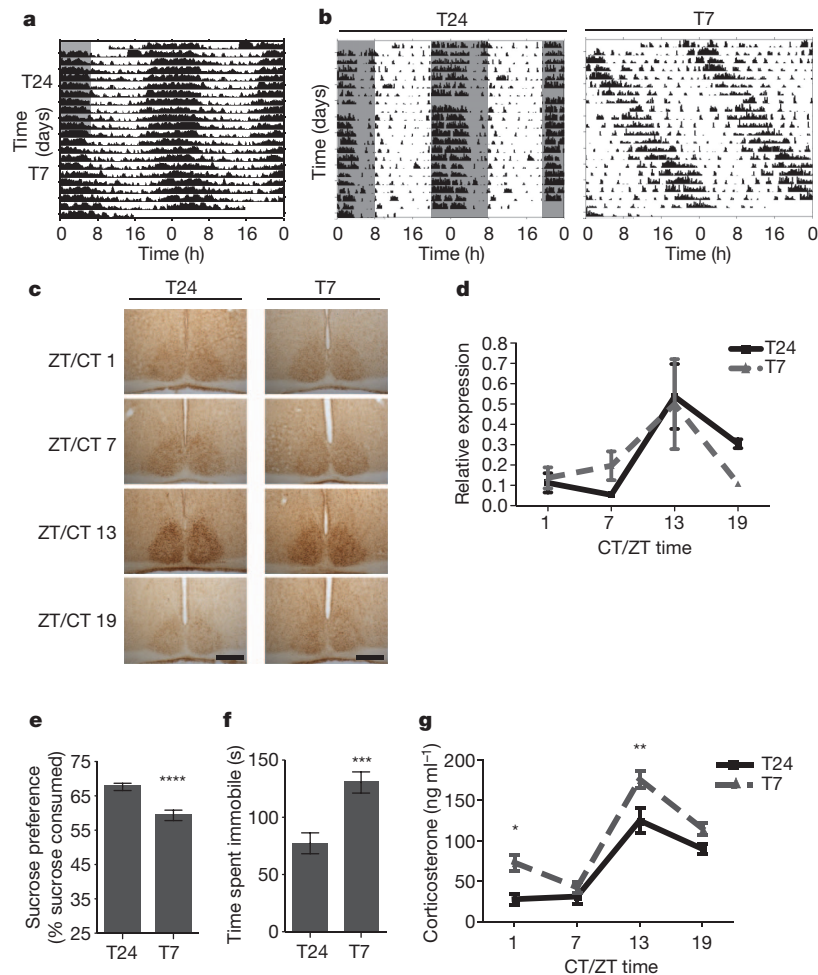 a
T24
T7
Time
(days)
0 8 16 0 8 16 0
Time (h)
b
T24
T7
Time (days)
0 8 16 0 8 16 0
0 8 16 0 8 16 0
Time (h)
Time (h)
c
T24
T7
ZT/CT 1
ZT/CT 7
ZT/CT 13
ZT/CT 19
d
Relative expression
0.8
0.7
0.6
0.5
0.4
0.3
0.2
0.1
0.0
1 7 13 19
CT/ZT time
T24
T7
e
Sucrose preference
(% sucrose consumed)
75
65
55
45
35
25
****
T24 T7
f
Time spent immobile (s)
150
100
50
0
***
T24 T7
g
Corticosterone (ng ml⁻¹)
200
150
100
50
0
*
**
1 7 13 19
CT/ZT time
T24
T7